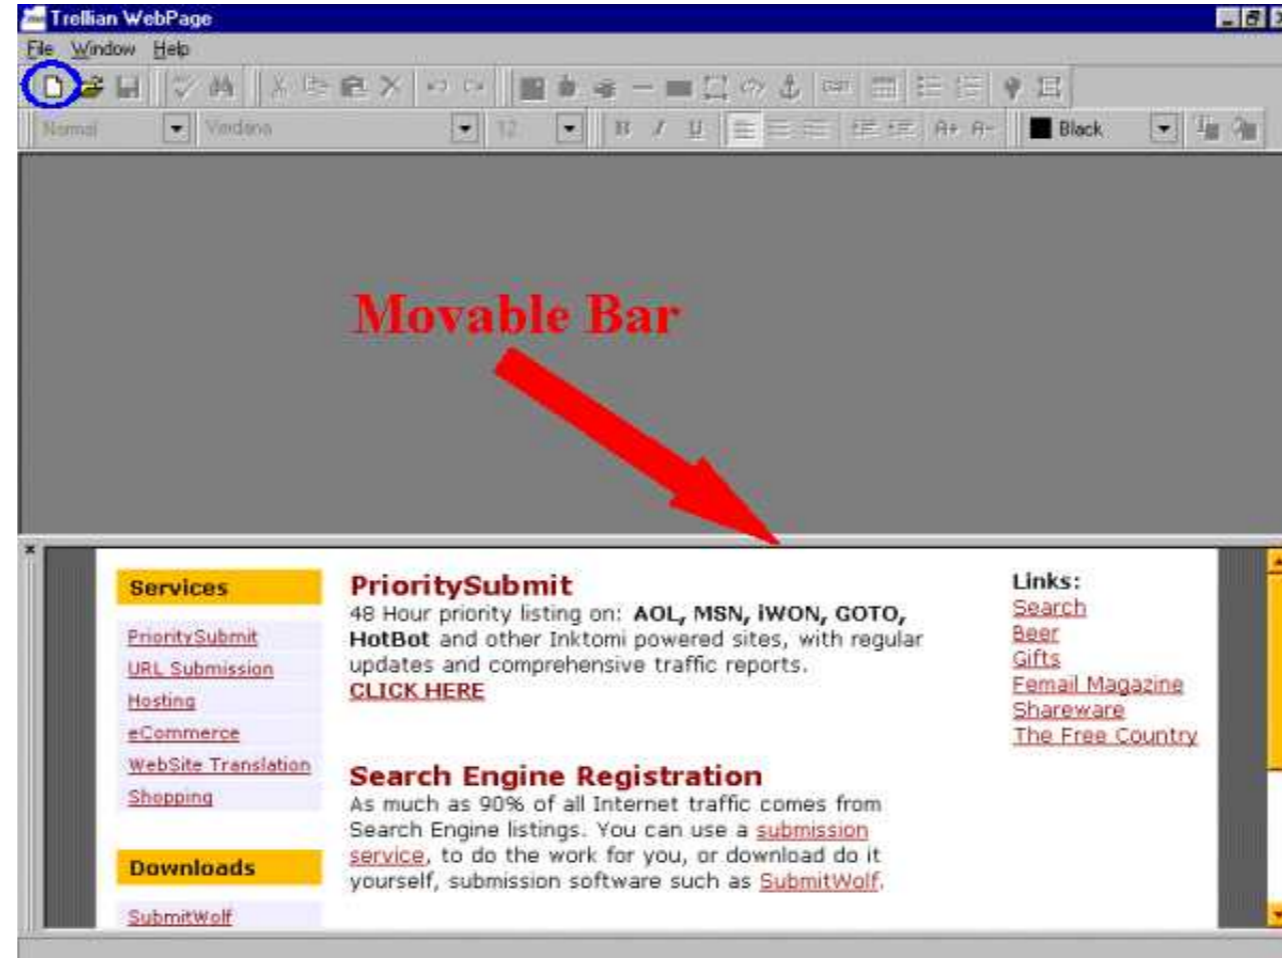 Trellian WebPage
File Window Help
Normal Verdana 12 B I U A+ A- Black
Movable Bar
Services
PrioritySubmit
URL Submission
Hosting
eCommerce
WebSite Translation
Shopping
Downloads
SubmitWolf
PrioritySubmit
48 Hour priority listing on: AOL, MSN, iWON, GOTO,
HotBot and other Inktomi powered sites, with regular
updates and comprehensive traffic reports.
CLICK HERE
Search Engine Registration
As much as 90% of all Internet traffic comes from
Search Engine listings. You can use a submission
service, to do the work for you, or download do it
yourself, submission software such as SubmitWolf.
Links:
Search
Beer
Gifts
Femail Magazine
Shareware
The Free Country